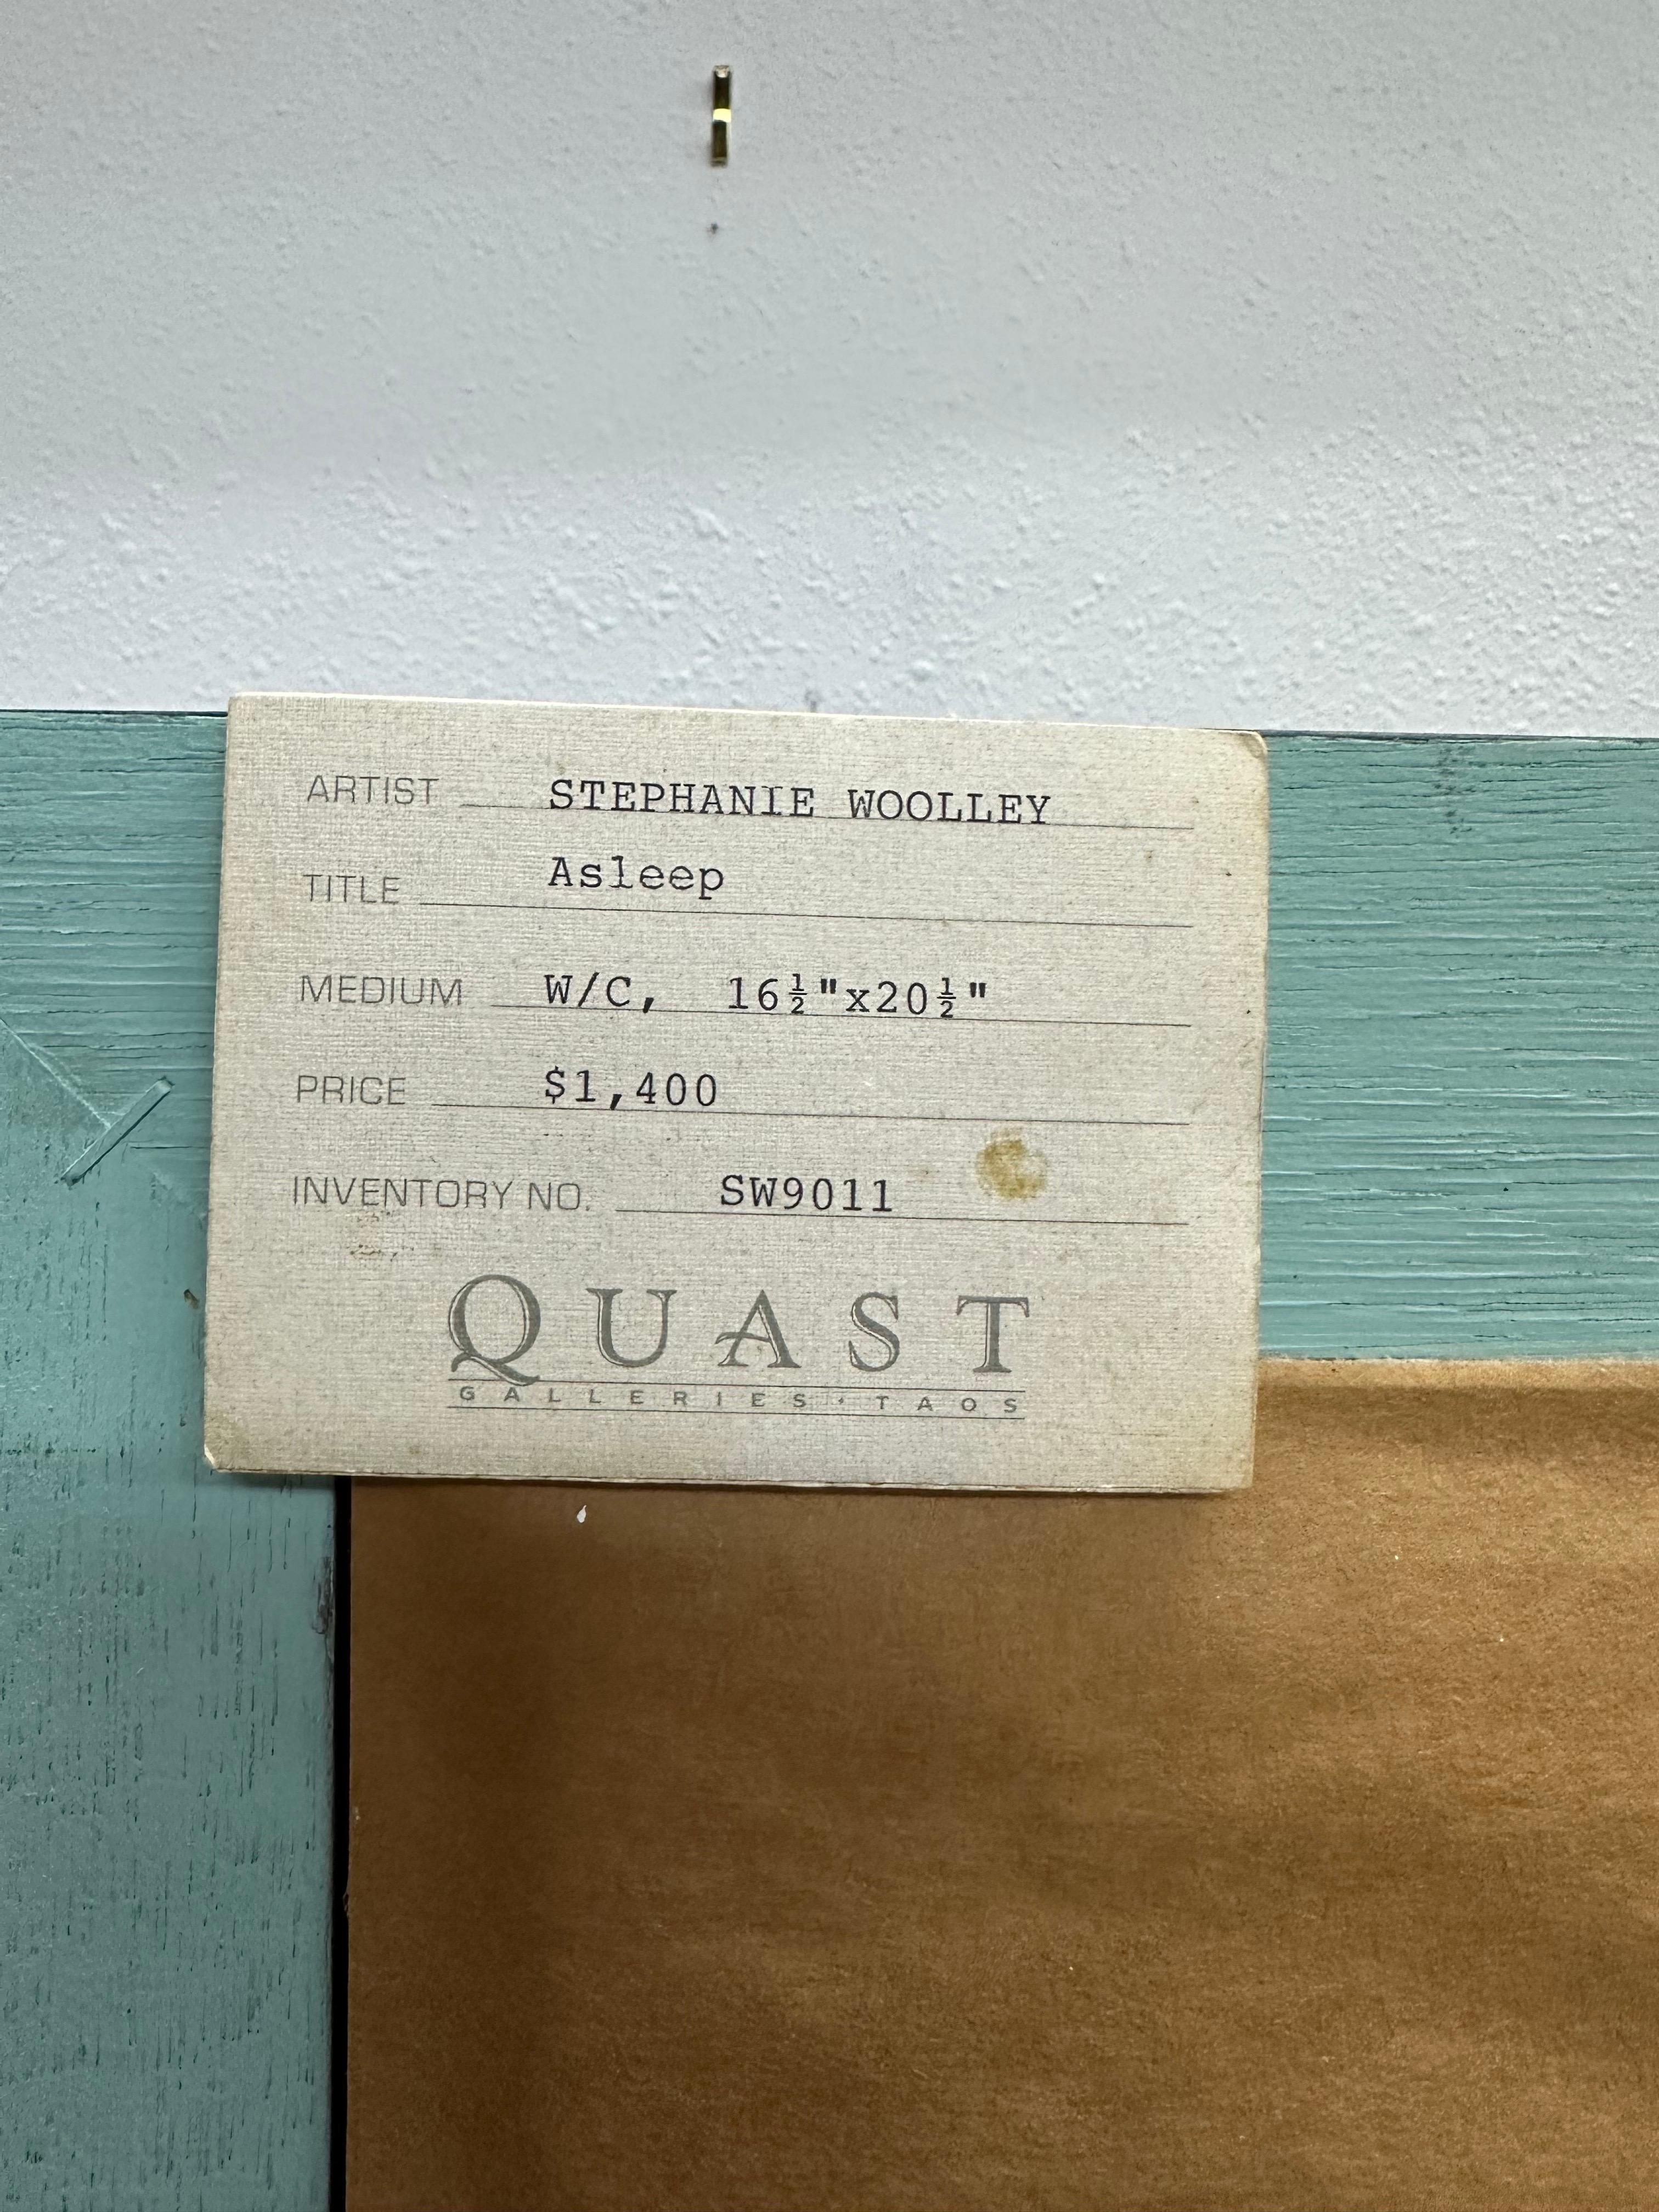 ARTIST STEPHANIE WOOLLEY
TITLE Asleep
MEDIUM W/C, 16½"x20½"
PRICE $1,400
INVENTORY NO. SW9011
QUAST
GALLERIES · TAOS